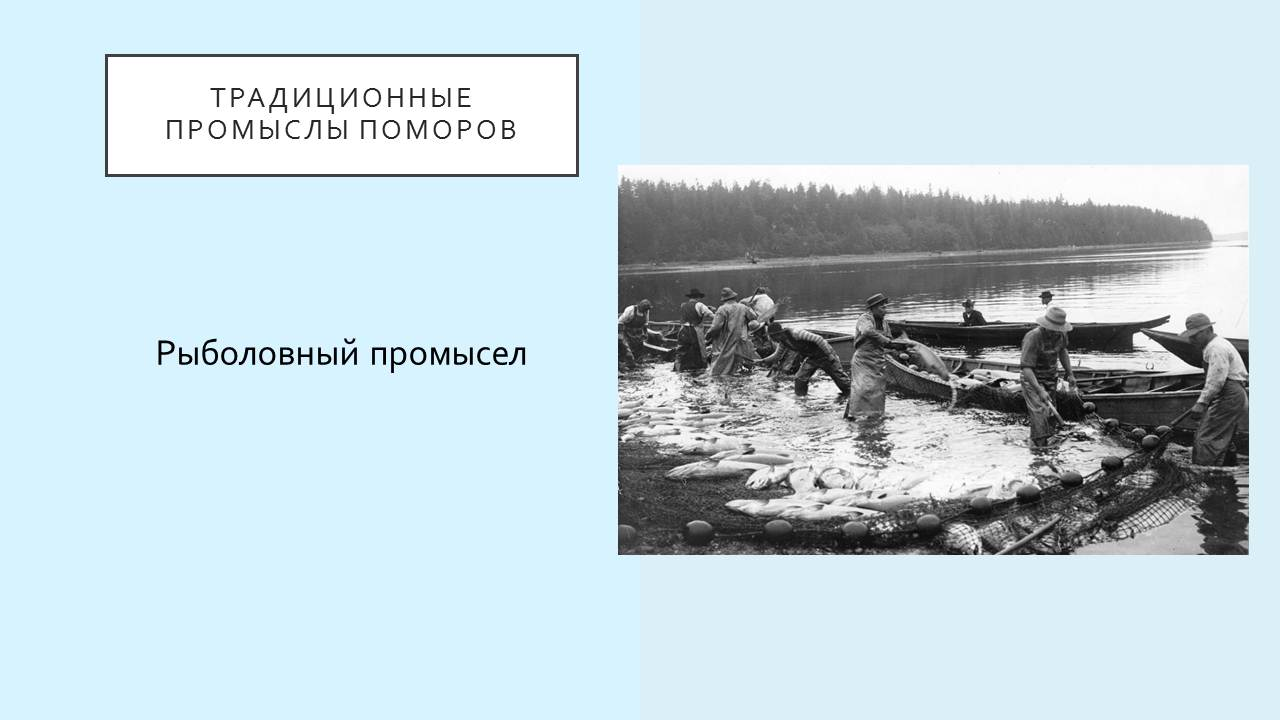 ТРАДИЦИОННЫЕ
ПРОМЫСЛЫ ПОМОРОВ
Рыболовный промысел